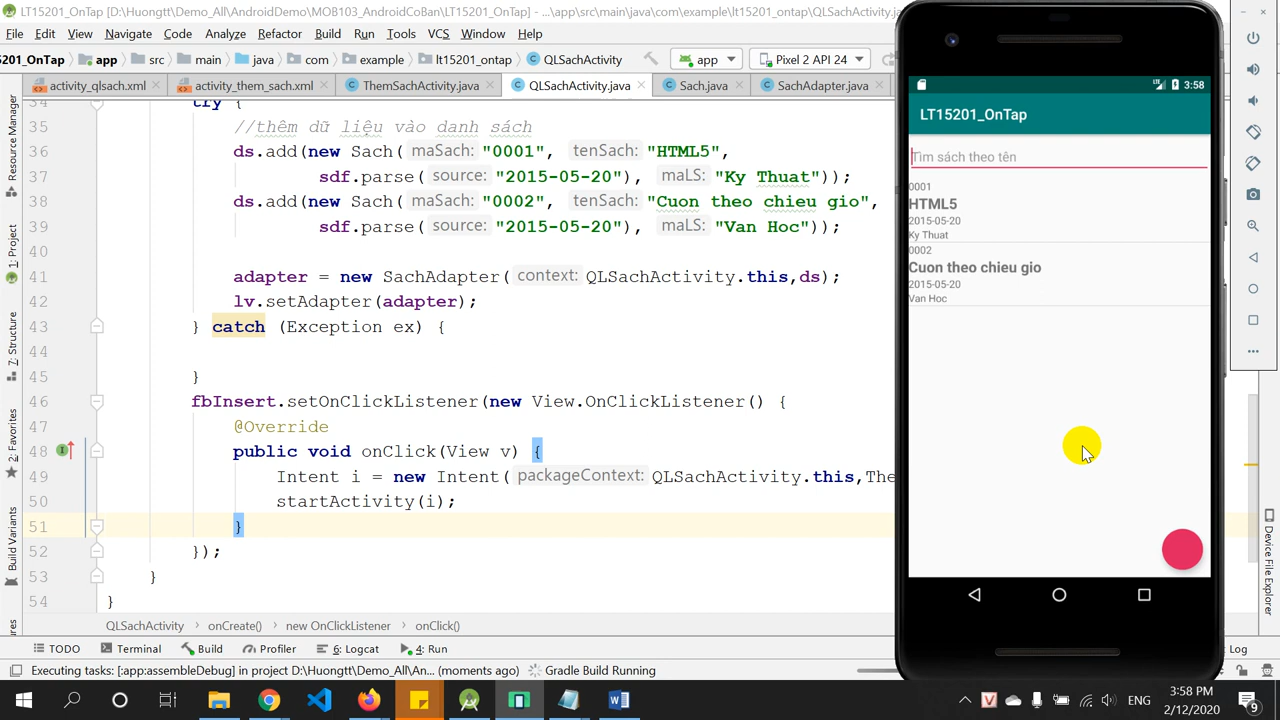 LT15201_OnTap [D:\Huongtt\Demo_All\AndroidDemo\MOB103_AndroidCoBan\LT15201_OnTap] - ...\app\src\main\java\com\example\lt15201_ontap\QLSachActivity.
File Edit View Navigate Code Analyze Refactor Build Run Tools VCS Window Help
5201_OnTap app src main java com example lt15201_ontap QLSachActivity app Pixel 2 API 24
activity_qlsach.xml activity_them_sach.xml ThemSachActivity.java QLSachActivity.java Sach.java SachAdapter.java
34 try {
35 //thêm dữ liệu vào danh sách
36 ds.add(new Sach( maSach: "0001", tenSach: "HTML5",
37 sdf.parse( source: "2015-05-20"), maLS: "Ky Thuat"));
38 ds.add(new Sach( maSach: "0002", tenSach: "Cuon theo chieu gio",
39 sdf.parse( source: "2015-05-20"), maLS: "Van Hoc"));
40
41 adapter = new SachAdapter( context: QLSachActivity.this,ds);
42 lv.setAdapter(adapter);
43 } catch (Exception ex) {
44
45 }
46 fbInsert.setOnClickListener(new View.OnClickListener() {
47 @Override
48 public void onClick(View v) {
49 Intent i = new Intent( packageContext: QLSachActivity.this,The
50 startActivity(i);
51 }
52 });
53 }
54 }
QLSachActivity onCreate() new OnClickListener onClick()
TODO Terminal Build Profiler 6: Logcat 4: Run Log
Executing tasks: [app:assembleDebug] in project D:\Huongtt\Demo_All\An... (moments ago) Gradle Build Running
Resource Manager
1: Project
Z: Structure
2: Favorites
Build Variants
Device File Explorer
LTE 3:58
LT15201_OnTap
Tìm sách theo tên
0001
HTML5
2015-05-20
Ky Thuat
0002
Cuon theo chieu gio
2015-05-20
Van Hoc
ENG
3:58 PM
2/12/2020
9